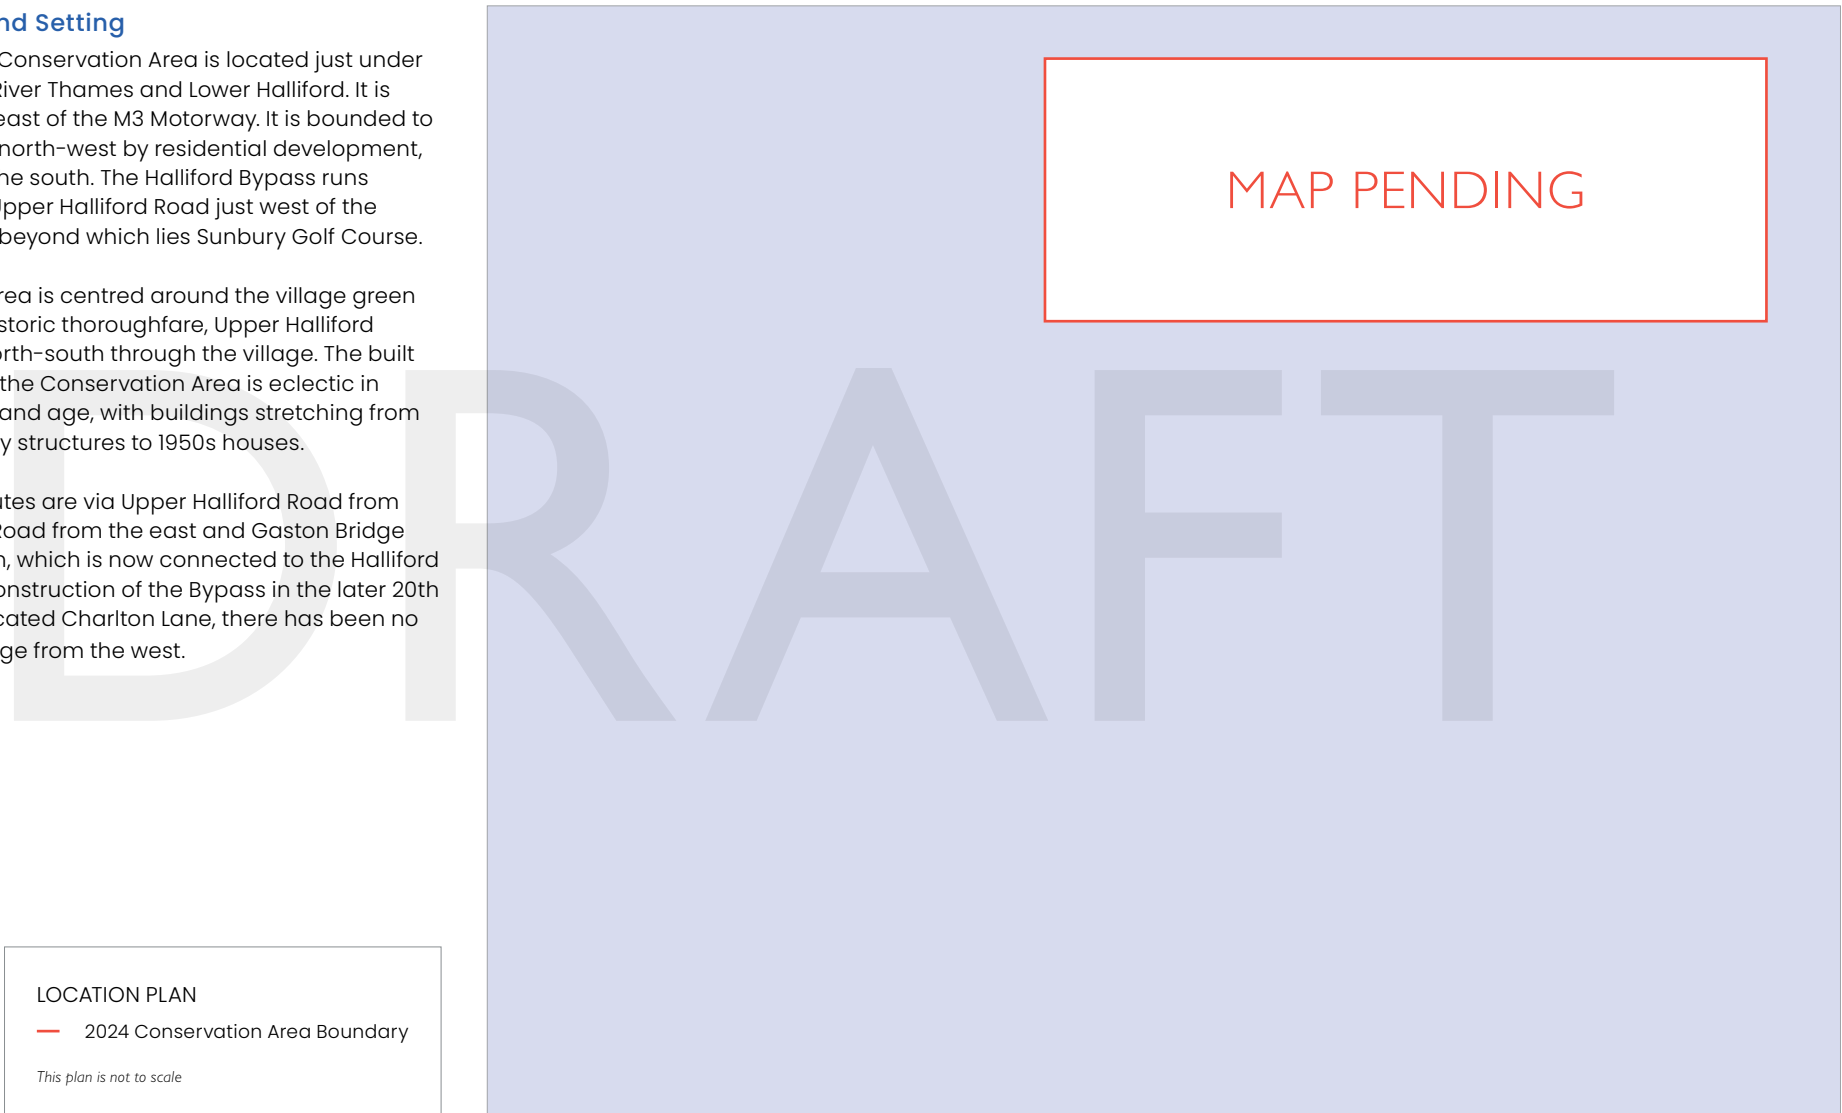 nd Setting
Conservation Area is located just under
River Thames and Lower Halliford. It is
east of the M3 Motorway. It is bounded to
north-west by residential development,
he south. The Halliford Bypass runs
Upper Halliford Road just west of the
beyond which lies Sunbury Golf Course.
rea is centred around the village green
storic thoroughfare, Upper Halliford
orth-south through the village. The built
the Conservation Area is eclectic in
and age, with buildings stretching from
y structures to 1950s houses.
utes are via Upper Halliford Road from
Road from the east and Gaston Bridge
h, which is now connected to the Halliford
onstruction of the Bypass in the later 20th
cated Charlton Lane, there has been no
ge from the west.
LOCATION PLAN
2024 Conservation Area Boundary
This plan is not to scale
MAP PENDING
DRAFT